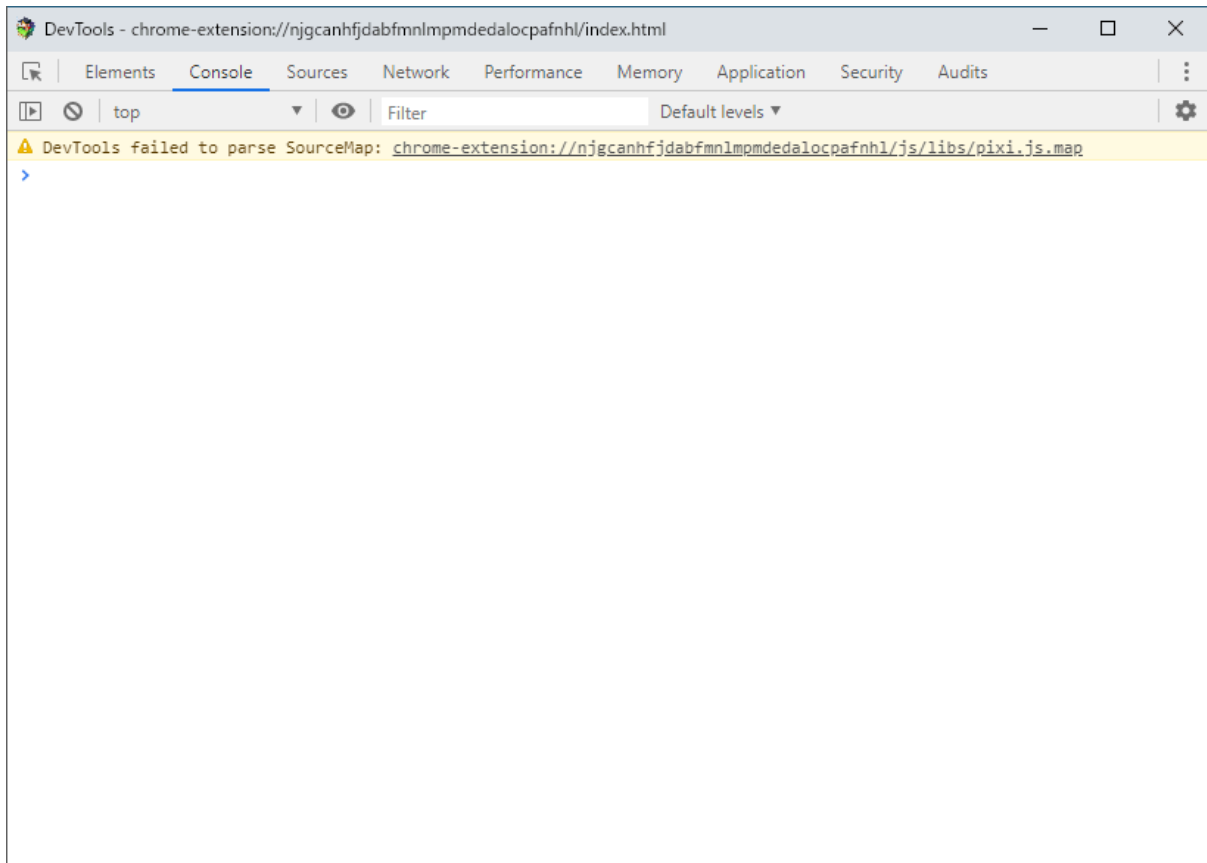 DevTools - chrome-extension://njgcanhfjdabfmnlmpmdedalocpafnhl/index.html
Elements Console Sources Network Performance Memory Application Security Audits
top Filter Default levels
DevTools failed to parse SourceMap: chrome-extension://njgcanhfjdabfmnlmpmdedalocpafnhl/js/libs/pixi.js.map